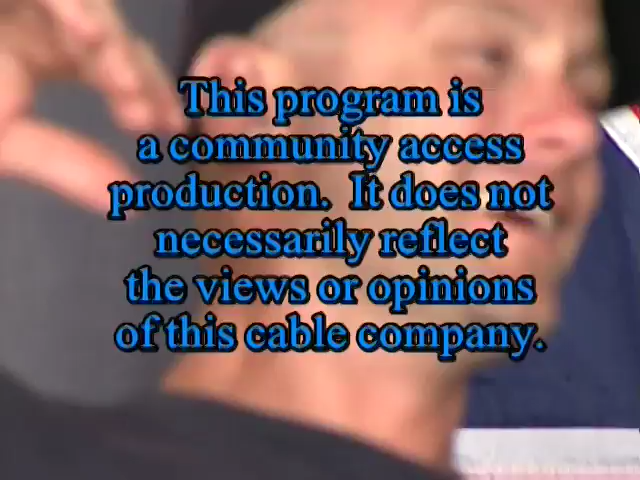 This program is
a community access
production. It does not
necessarily reflect
the views or opinions
of this cable company.